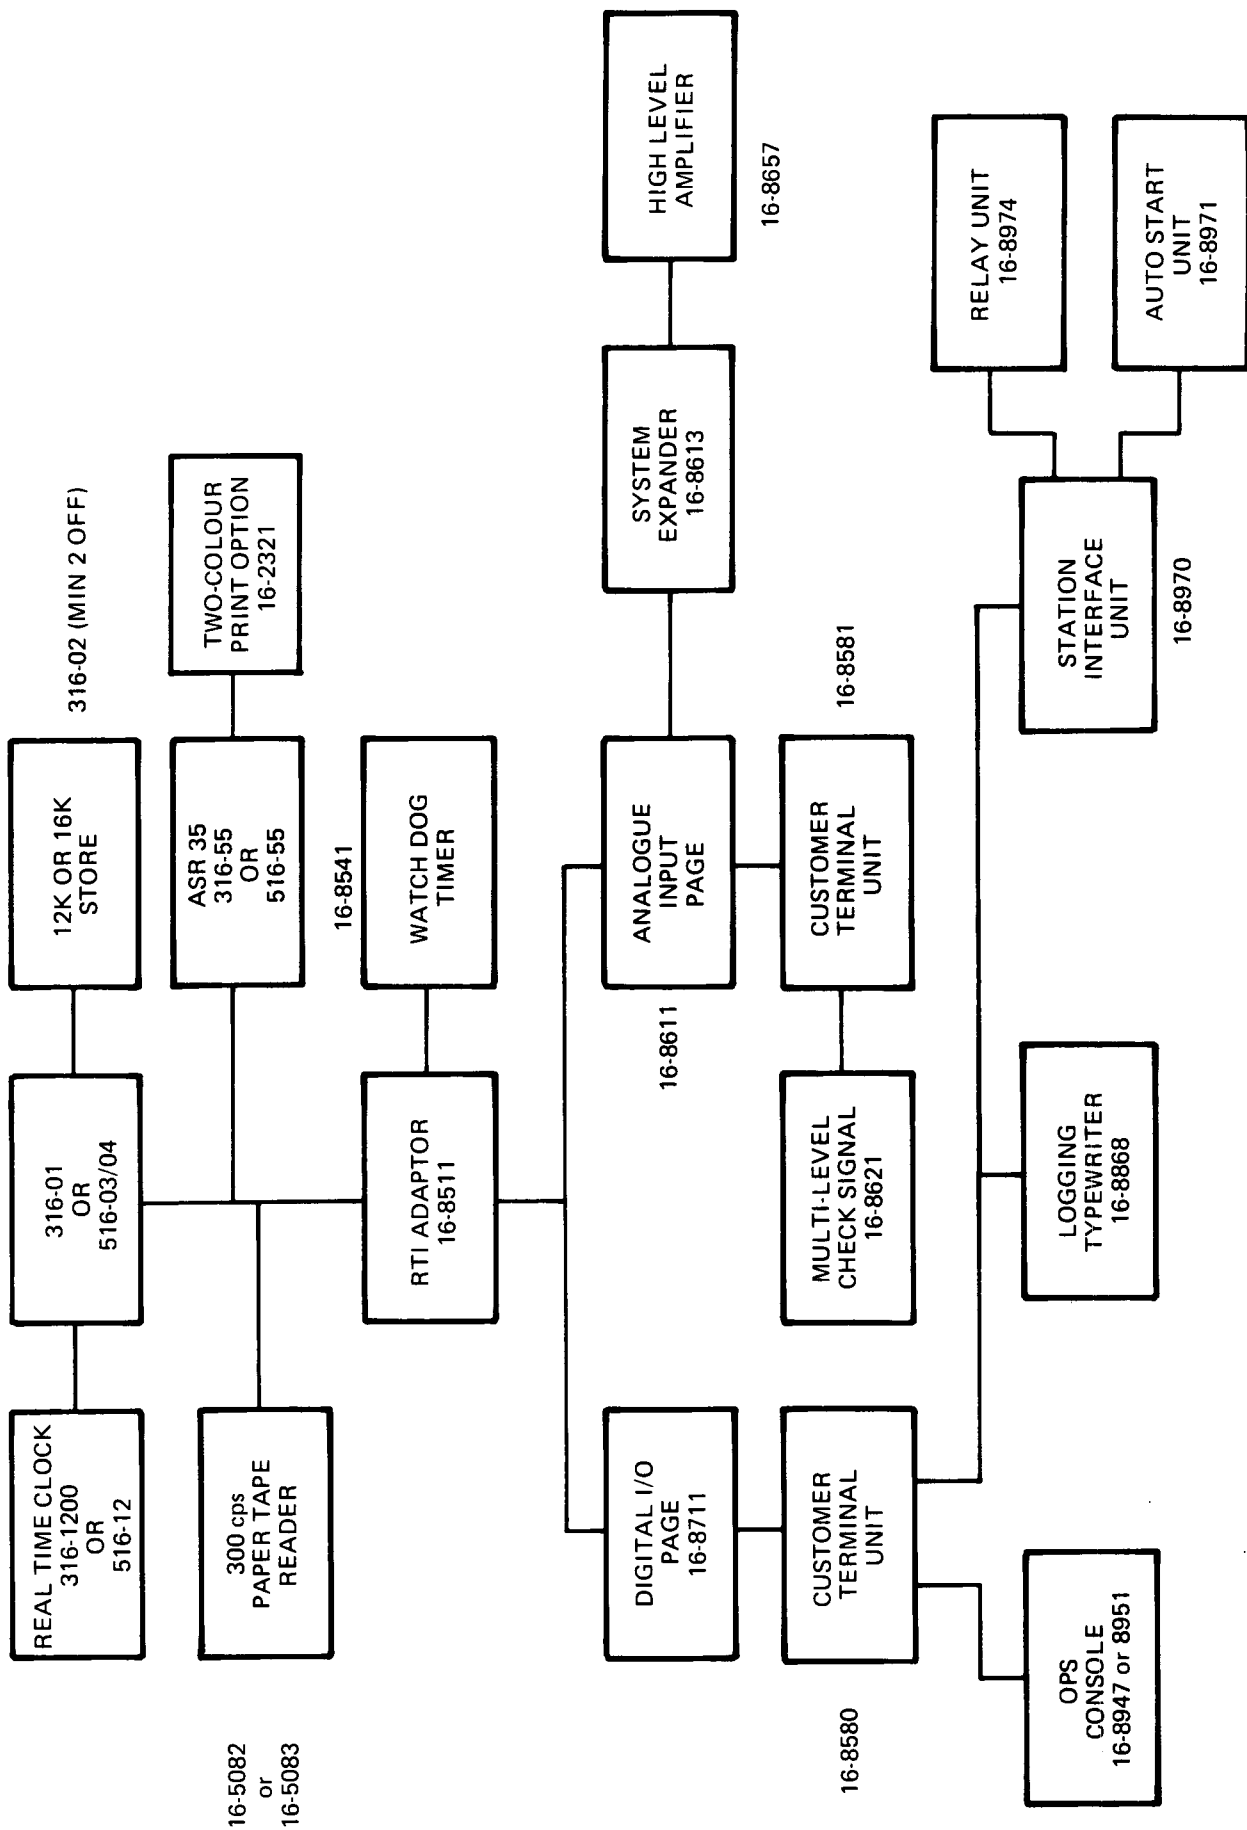 REAL TIME CLOCK
316-1200
OR
516-12
316-01
OR
516-03/04
12K OR 16K
STORE
316-02 (MIN 2 OFF)
16-5082
or
16-5083
300 cps
PAPER TAPE
READER
ASR 35
316-55
OR
516-55
TWO-COLOUR
PRINT OPTION
16-2321
RTI ADAPTOR
16-8511
16-8541
WATCH DOG
TIMER
DIGITAL I/O
PAGE
16-8711
16-8611
ANALOGUE
INPUT
PAGE
SYSTEM
EXPANDER
16-8613
HIGH LEVEL
AMPLIFIER
16-8657
16-8580
CUSTOMER
TERMINAL
UNIT
MULTI-LEVEL
CHECK SIGNAL
16-8621
CUSTOMER
TERMINAL
UNIT
16-8581
OPS
CONSOLE
16-8947 or 8951
LOGGING
TYPEWRITER
16-8868
STATION
INTERFACE
UNIT
16-8970
RELAY UNIT
16-8974
AUTO START
UNIT
16-8971